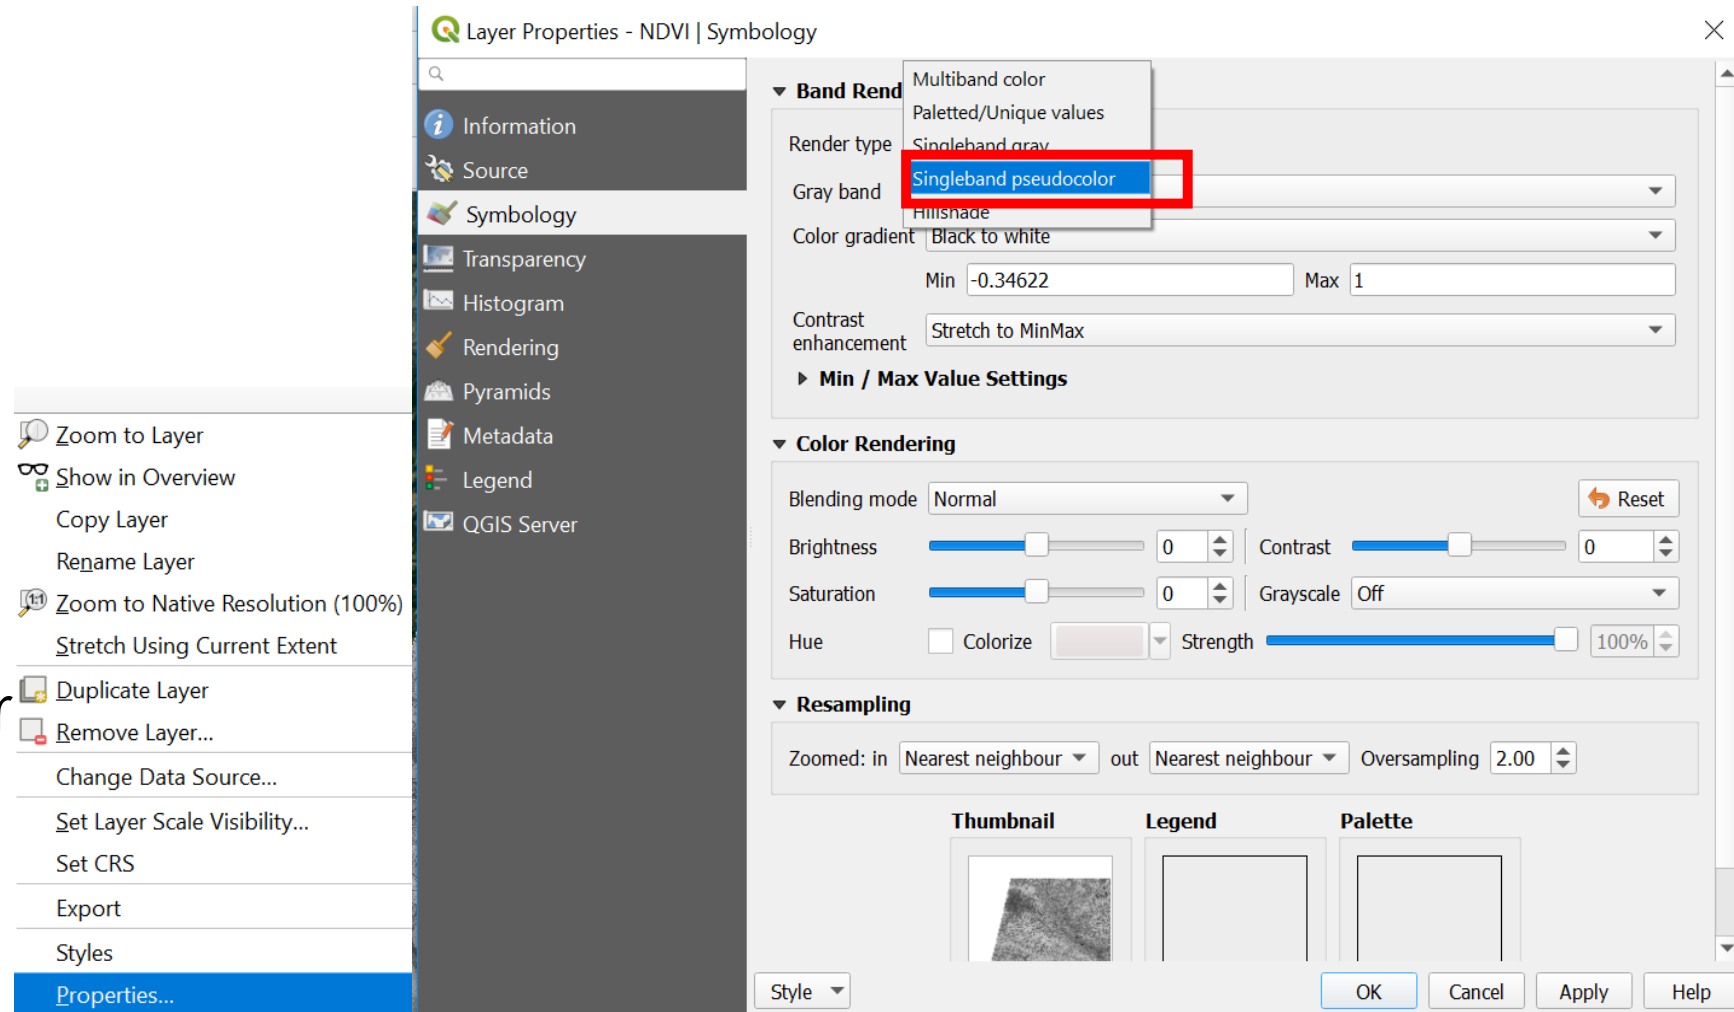 Layer Properties - NDVI | Symbology
Information
Source
Symbology
Transparency
Histogram
Rendering
Pyramids
Metadata
Legend
QGIS Server
Zoom to Layer
Show in Overview
Copy Layer
Rename Layer
Zoom to Native Resolution (100%)
Stretch Using Current Extent
Duplicate Layer
Remove Layer...
Change Data Source...
Set Layer Scale Visibility...
Set CRS
Export
Styles
Properties...
Band Rend
Multiband color
Paletted/Unique values
Singleband gray
Singleband pseudocolor
Hillshade
Render type
Gray band
Color gradient Black to white
Min -0.34622 Max 1
Contrast
enhancement Stretch to MinMax
Min / Max Value Settings
Color Rendering
Blending mode Normal Reset
Brightness 0 Contrast 0
Saturation 0 Grayscale Off
Hue Colorize Strength 100%
Resampling
Zoomed: in Nearest neighbour out Nearest neighbour Oversampling 2.00
Thumbnail Legend Palette
Style OK Cancel Apply Help